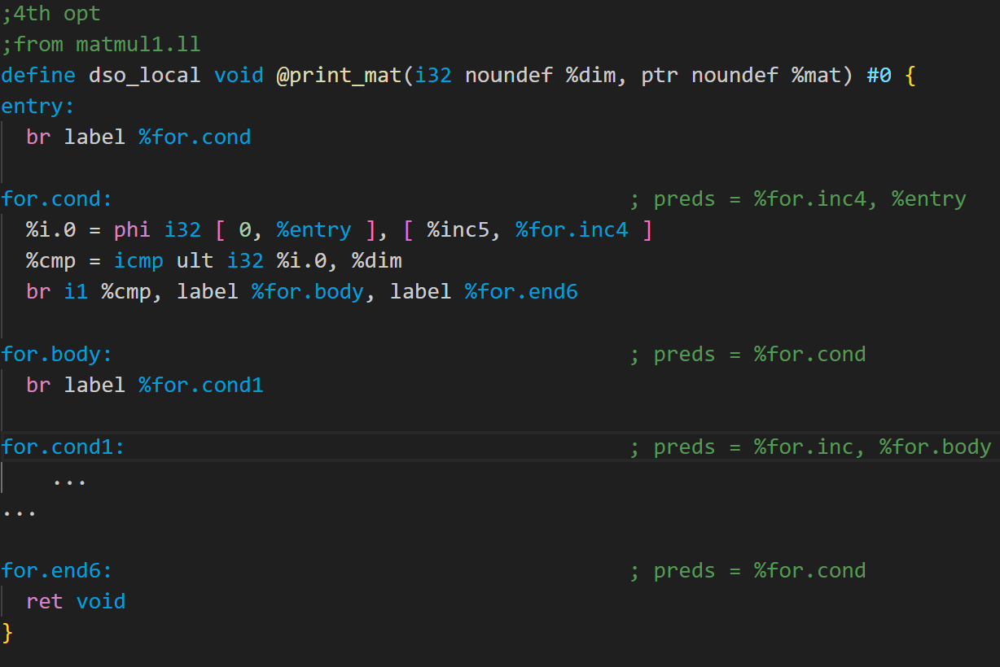 ;4th opt
;from matmul1.ll
define dso_local void @print_mat(i32 noundef %dim, ptr noundef %mat) #0 {
entry:
  br label %for.cond

for.cond:                                         ; preds = %for.inc4, %entry
  %i.0 = phi i32 [ 0, %entry ], [ %inc5, %for.inc4 ]
  %cmp = icmp ult i32 %i.0, %dim
  br i1 %cmp, label %for.body, label %for.end6

for.body:                                         ; preds = %for.cond
  br label %for.cond1

for.cond1:                                        ; preds = %for.inc, %for.body
    ...
...

for.end6:                                         ; preds = %for.cond
  ret void
}